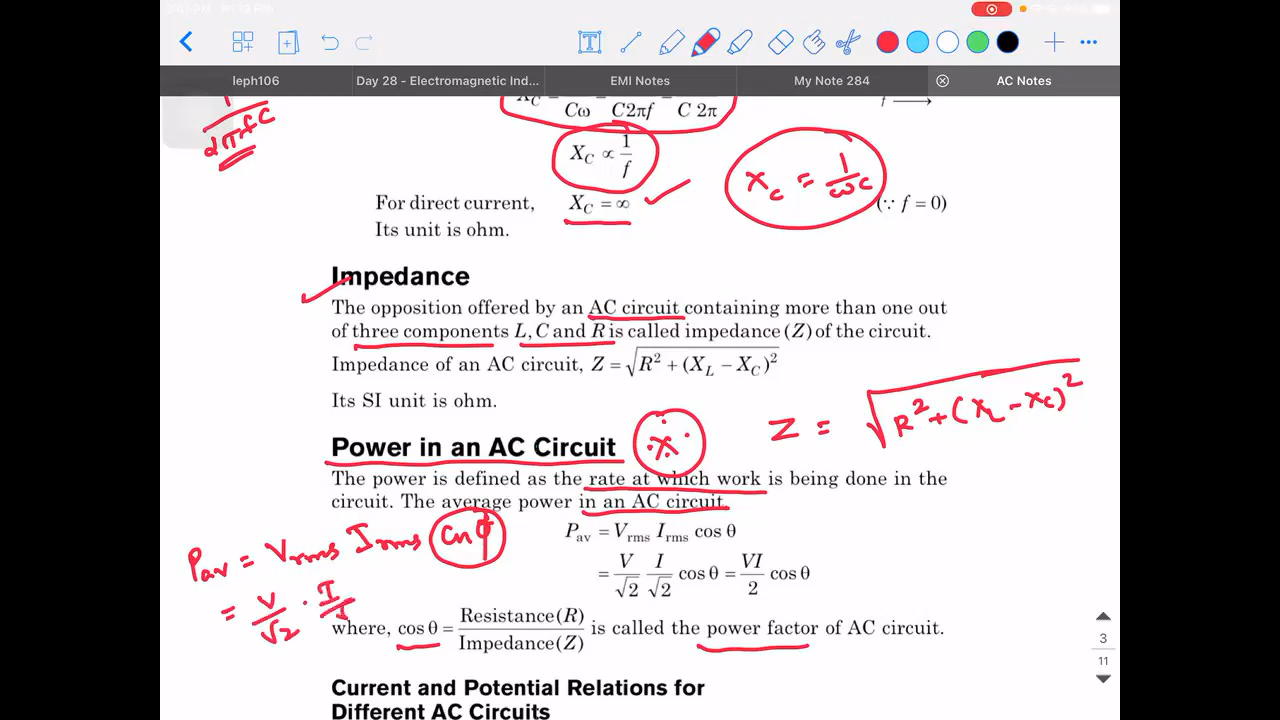 leph106
Day 28 - Electromagnetic Ind...
EMI Notes
My Note 284
AC Notes
1
2πfC
X_C = — = — = —
Cω C2πf C 2π
f
X_C ∝ 1/f
X_C = 1/ωC
For direct current, X_C = ∞ (∵ f = 0)
Its unit is ohm.
Impedance
The opposition offered by an AC circuit containing more than one out
of three components L, C and R is called impedance (Z) of the circuit.
Impedance of an AC circuit, Z = √(R² + (X_L − X_C)²)
Its SI unit is ohm.
Z = √(R² + (X_L − X_C)²)
Power in an AC Circuit
The power is defined as the rate at which work is being done in the
circuit. The average power in an AC circuit
P_av = V_rms I_rms cos θ
= V/√2 I/√2 cos θ = VI/2 cos θ
P_av = V_rms I_rms cos φ
= V/√2 · I/
where, cos θ = Resistance(R)/Impedance(Z) is called the power factor of AC circuit.
3
11
Current and Potential Relations for
Different AC Circuits